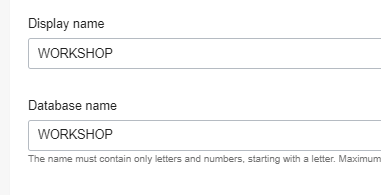 Display name
WORKSHOP
Database name
WORKSHOP
The name must contain only letters and numbers, starting with a letter. Maximum